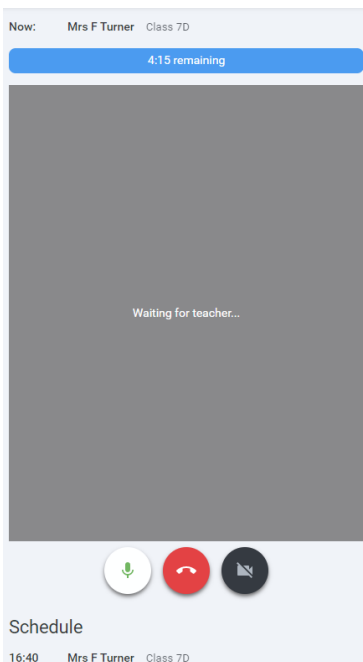 Now: Mrs F Turner Class 7D
4:15 remaining
Waiting for teacher...
Schedule
16:40 Mrs F Turner Class 7D